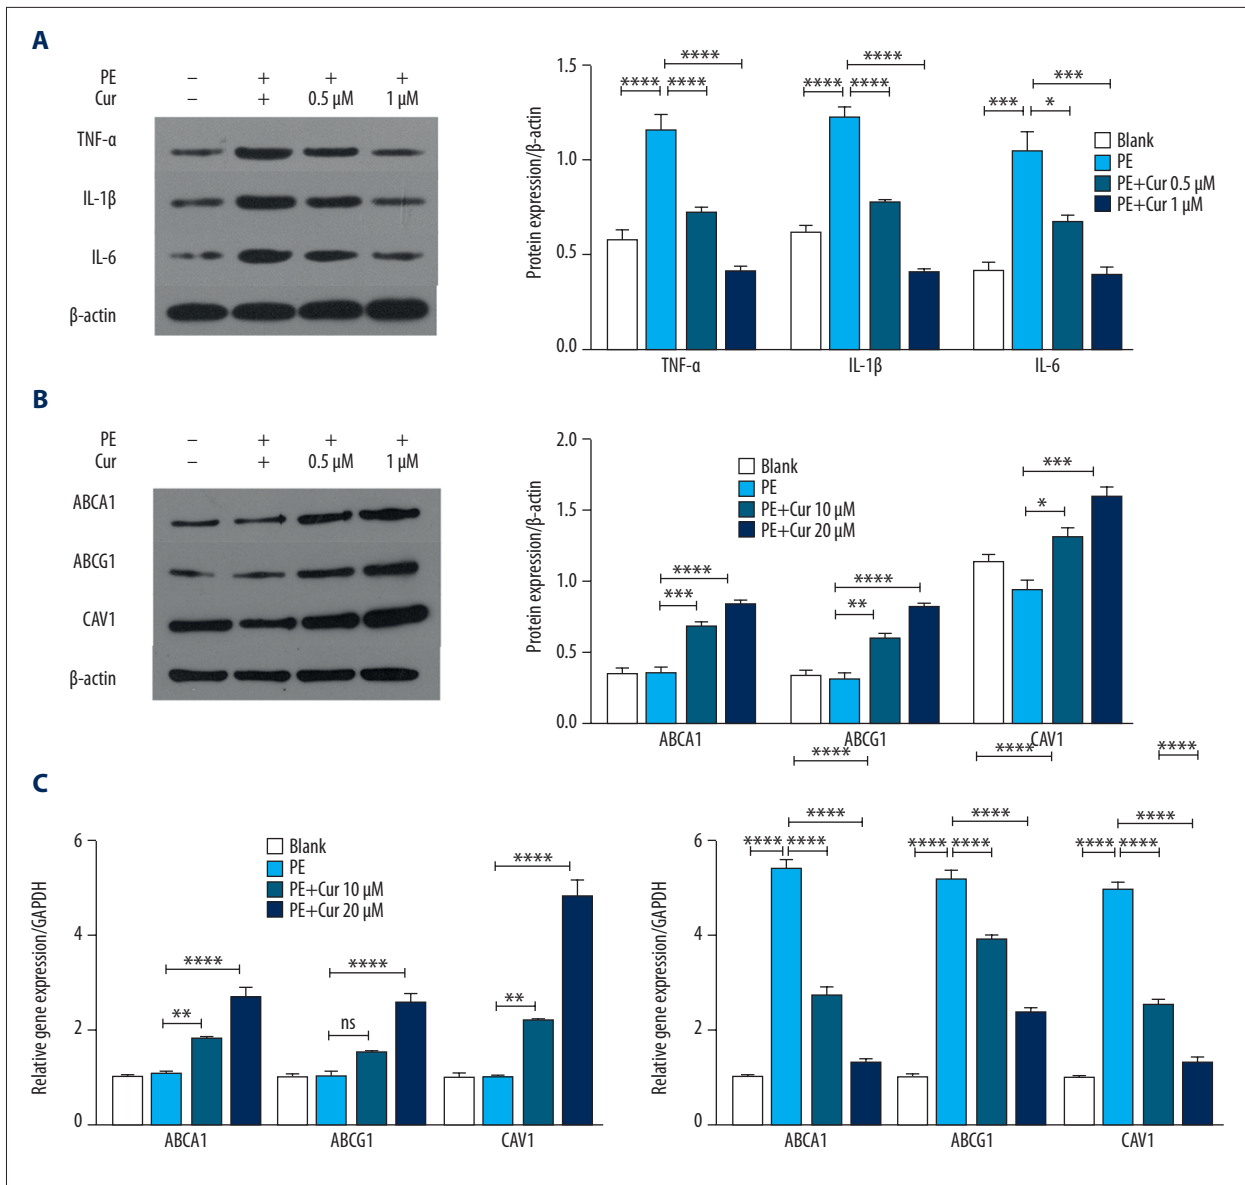 A
PE – + + +
Cur – + 0.5 µM 1 µM
TNF-α
IL-1β
IL-6
β-actin
Protein expression/β-actin
1.5
1.0
0.5
0.0
**** **** ****
**** **** ****
*** * ***
TNF-α IL-1β IL-6
Blank
PE
PE+Cur 0.5 µM
PE+Cur 1 µM
B
PE – + + +
Cur – + 0.5 µM 1 µM
ABCA1
ABCG1
CAV1
β-actin
Protein expression/β-actin
2.0
1.5
1.0
0.5
0.0
Blank
PE
PE+Cur 10 µM
PE+Cur 20 µM
**** ***
**** **
*** *
ABCA1 ABCG1 CAV1
**** **** ****
C
Relative gene expression/GAPDH
6
4
2
0
Blank
PE
PE+Cur 10 µM
PE+Cur 20 µM
**** **
**** ns
**** **
ABCA1 ABCG1 CAV1
Relative gene expression/GAPDH
6
4
2
0
**** **** ****
**** **** ****
**** **** ****
ABCA1 ABCG1 CAV1